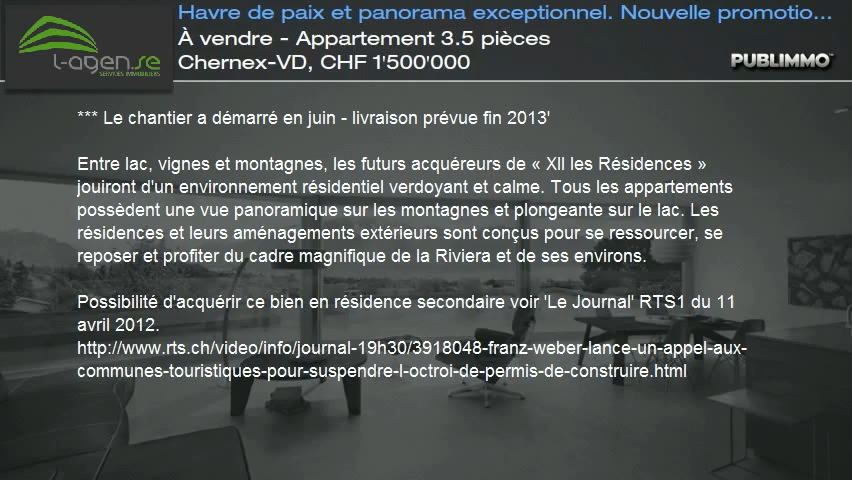 Havre de paix et panorama exceptionnel. Nouvelle promotio...
l-agen.se
SERVICES IMMOBILIERS
À vendre - Appartement 3.5 pièces
Chernex-VD, CHF 1'500'000
PUBLIMMO™
*** Le chantier a démarré en juin - livraison prévue fin 2013'
Entre lac, vignes et montagnes, les futurs acquéreurs de « XII les Résidences »
jouiront d'un environnement résidentiel verdoyant et calme. Tous les appartements
possèdent une vue panoramique sur les montagnes et plongeante sur le lac. Les
résidences et leurs aménagements extérieurs sont conçus pour se ressourcer, se
reposer et profiter du cadre magnifique de la Riviera et de ses environs.
Possibilité d'acquérir ce bien en résidence secondaire voir 'Le Journal' RTS1 du 11
avril 2012.
http://www.rts.ch/video/info/journal-19h30/3918048-franz-weber-lance-un-appel-aux-
communes-touristiques-pour-suspendre-l-octroi-de-permis-de-construire.html